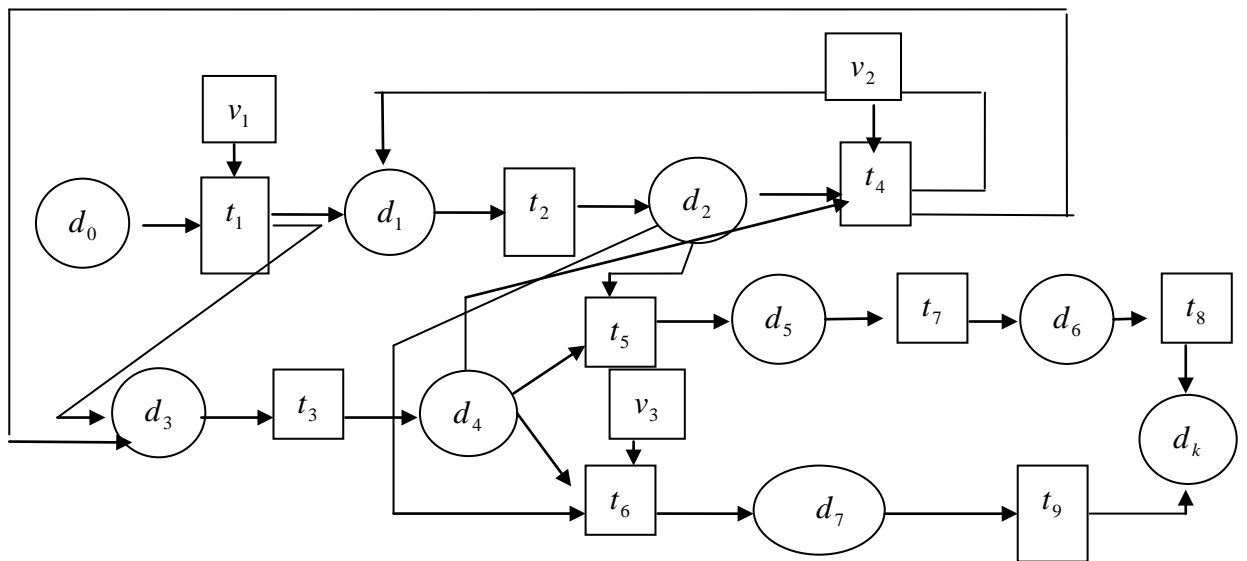 v₂
v₁
d₀
t₁
d₁
t₂
d₂
t₄
t₅
d₅
t₇
d₆
t₈
d₃
t₃
d₄
v₃
d_k
t₆
d₇
t₉